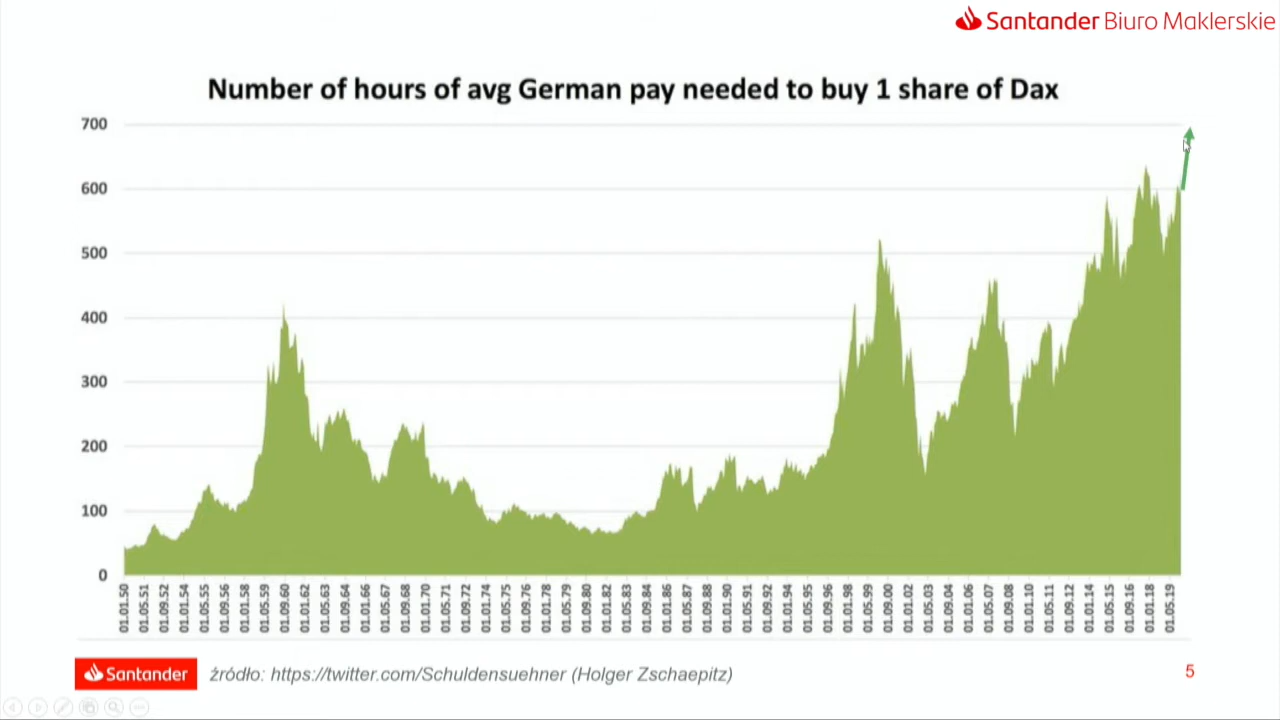 Santander Biuro Maklerskie
Number of hours of avg German pay needed to buy 1 share of Dax
700
600
500
400
300
200
100
0
01.01.50 01.05.51 01.09.52 01.01.54 01.05.55 01.09.56 01.01.58 01.05.59 01.09.60 01.01.62 01.05.63 01.09.64 01.01.66 01.05.67 01.09.68 01.01.70 01.05.71 01.09.72 01.01.74 01.05.75 01.09.76 01.01.78 01.05.79 01.09.80 01.01.82 01.05.83 01.09.84 01.01.86 01.05.87 01.09.88 01.01.90 01.05.91 01.09.92 01.01.94 01.05.95 01.09.96 01.01.98 01.05.99 01.09.00 01.01.02 01.05.03 01.09.04 01.01.06 01.05.07 01.09.08 01.01.10 01.05.11 01.09.12 01.01.14 01.05.15 01.09.16 01.01.18 01.05.19
Santander źródło: https://twitter.com/Schuldensuehner (Holger Zschaepitz) 5